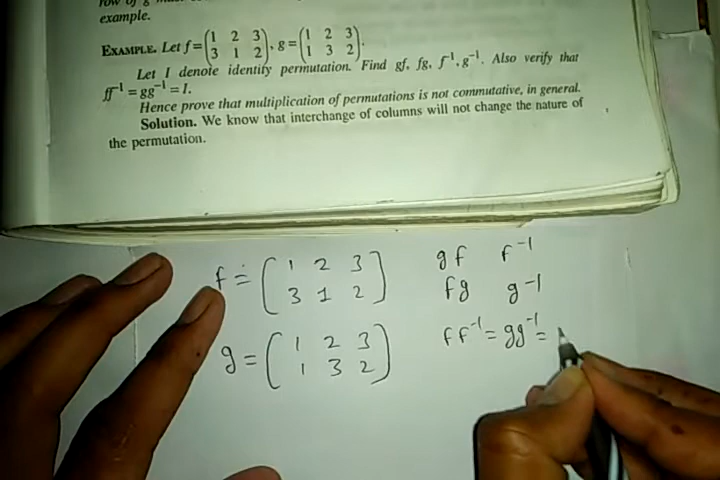 example.
EXAMPLE. Let f = (1 2 3 / 3 1 2), g = (1 2 3 / 1 3 2).
Let I denote identity permutation. Find gf, fg, f⁻¹, g⁻¹. Also verify that
ff⁻¹ = gg⁻¹ = I.
Hence prove that multiplication of permutations is not commutative, in general.
Solution. We know that interchange of columns will not change the nature of
the permutation.
f = (1 2 3 / 3 1 2)
g = (1 2 3 / 1 3 2)
gf f⁻¹
fg g⁻¹
ff⁻¹ = gg⁻¹ =